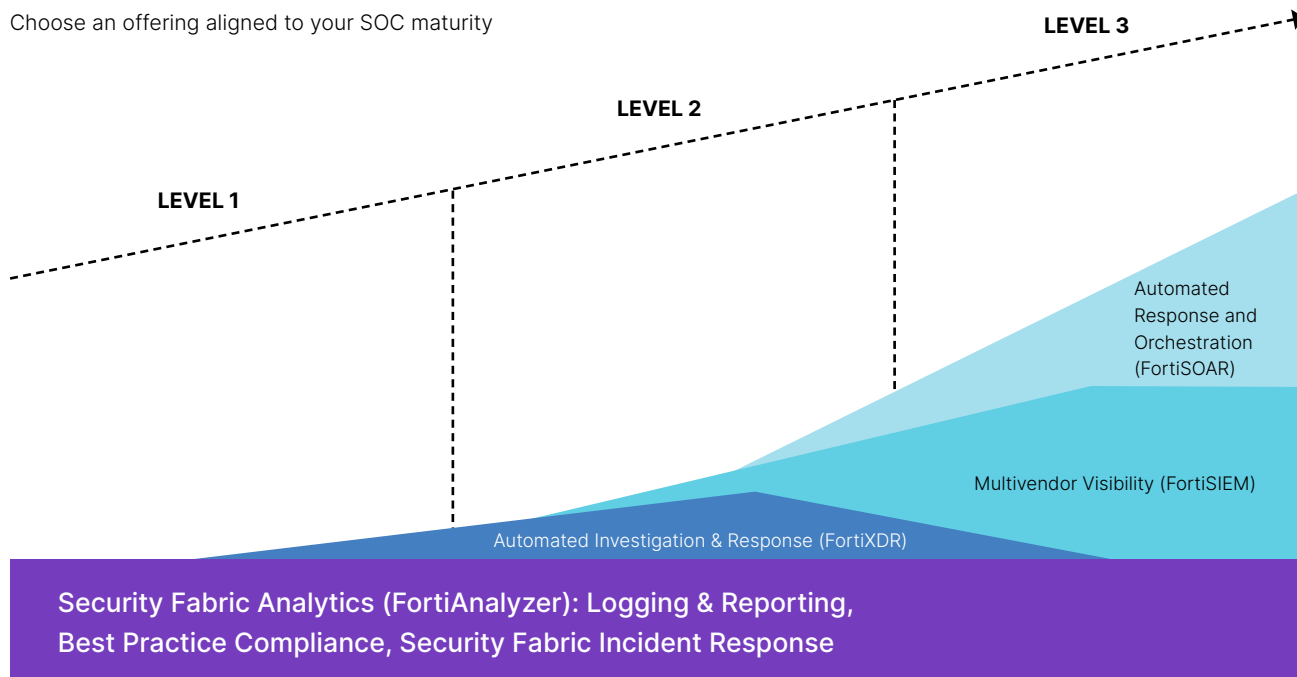 Choose an offering aligned to your SOC maturity
LEVEL 3
LEVEL 2
LEVEL 1
Automated
Response and
Orchestration
(FortiSOAR)
Multivendor Visibility (FortiSIEM)
Automated Investigation & Response (FortiXDR)
Security Fabric Analytics (FortiAnalyzer): Logging & Reporting,
Best Practice Compliance, Security Fabric Incident Response